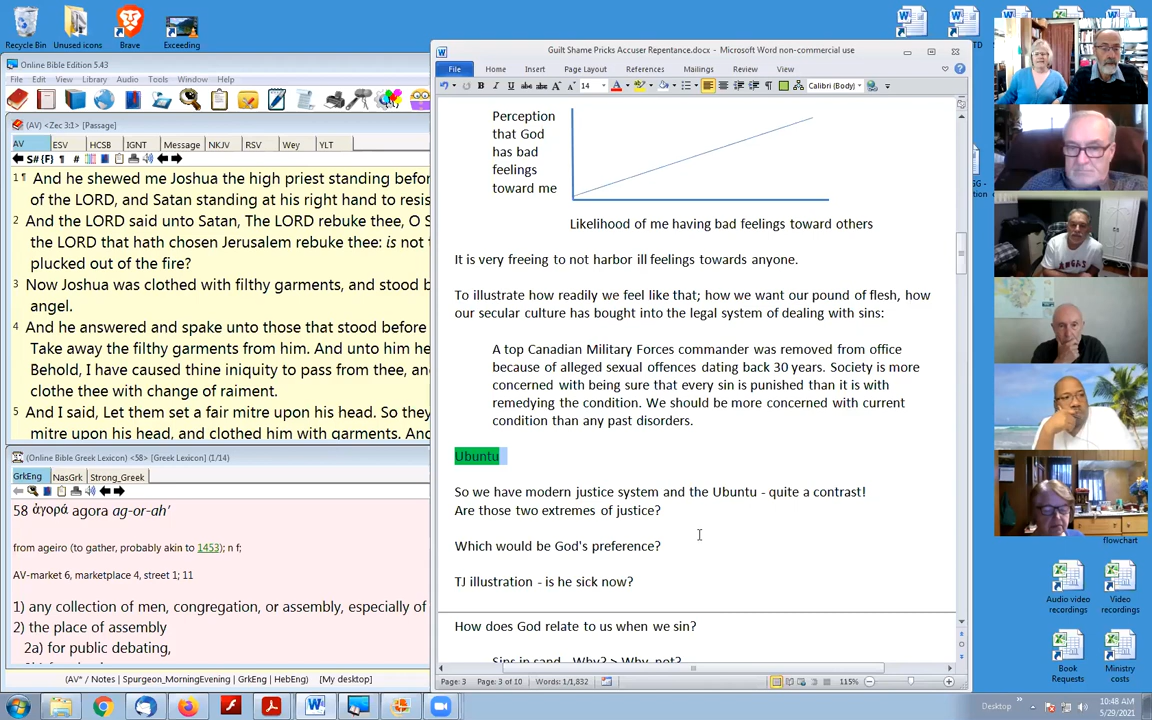 Recycle Bin
Unused icons
Brave
Exceeding
Online Bible Edition 5.43
File Edit View Library Audio Tools Window Help
(AV) <Zec 3:1> [Passage]
AV ESV HCSB IGNT Message NKJV RSV Wey YLT
S# {F} ¶ #
1 ¶ And he shewed me Joshua the high priest standing befor
of the LORD, and Satan standing at his right hand to resis
2 And the LORD said unto Satan, The LORD rebuke thee, O S
the LORD that hath chosen Jerusalem rebuke thee: is not t
plucked out of the fire?
3 Now Joshua was clothed with filthy garments, and stood b
angel.
4 And he answered and spake unto those that stood before
Take away the filthy garments from him. And unto him he
Behold, I have caused thine iniquity to pass from thee, an
clothe thee with change of raiment.
5 And I said, Let them set a fair mitre upon his head. So they
mitre upon his head, and clothed him with garments. And
(Online Bible Greek Lexicon) <58> [Greek Lexicon] (1/14)
GrkEng NasGrk Strong_Greek
58 ἀγορά agora ag-or-ah'
from ageiro (to gather, probably akin to 1453); n f;
AV-market 6, marketplace 4, street 1; 11
1) any collection of men, congregation, or assembly, especially of
2) the place of assembly
2a) for public debating,
(AV* / Notes | Spurgeon_MorningEvening | GrkEng | HebEng) [My desktop]
Guilt Shame Pricks Accuser Repentance.docx - Microsoft Word non-commercial use
File Home Insert Page Layout References Mailings Review View
B I U abc 14 A Calibri (Body)
Perception
that God
has bad
feelings
toward me
Likelihood of me having bad feelings toward others
It is very freeing to not harbor ill feelings towards anyone.
To illustrate how readily we feel like that; how we want our pound of flesh, how
our secular culture has bought into the legal system of dealing with sins:
A top Canadian Military Forces commander was removed from office
because of alleged sexual offences dating back 30 years. Society is more
concerned with being sure that every sin is punished than it is with
remedying the condition. We should be more concerned with current
condition than any past disorders.
Ubuntu
So we have modern justice system and the Ubuntu - quite a contrast!
Are those two extremes of justice?
Which would be God's preference?
TJ illustration - is he sick now?
How does God relate to us when we sin?
Sins in sand - Why? > Why, not?
Page: 3 Page: 3 of 10 Words: 1/1,832 115%
flowchart
Audio video
recordings
Video
recordings
Book
Requests
Ministry
costs
Desktop
10:48 AM
5/29/2021